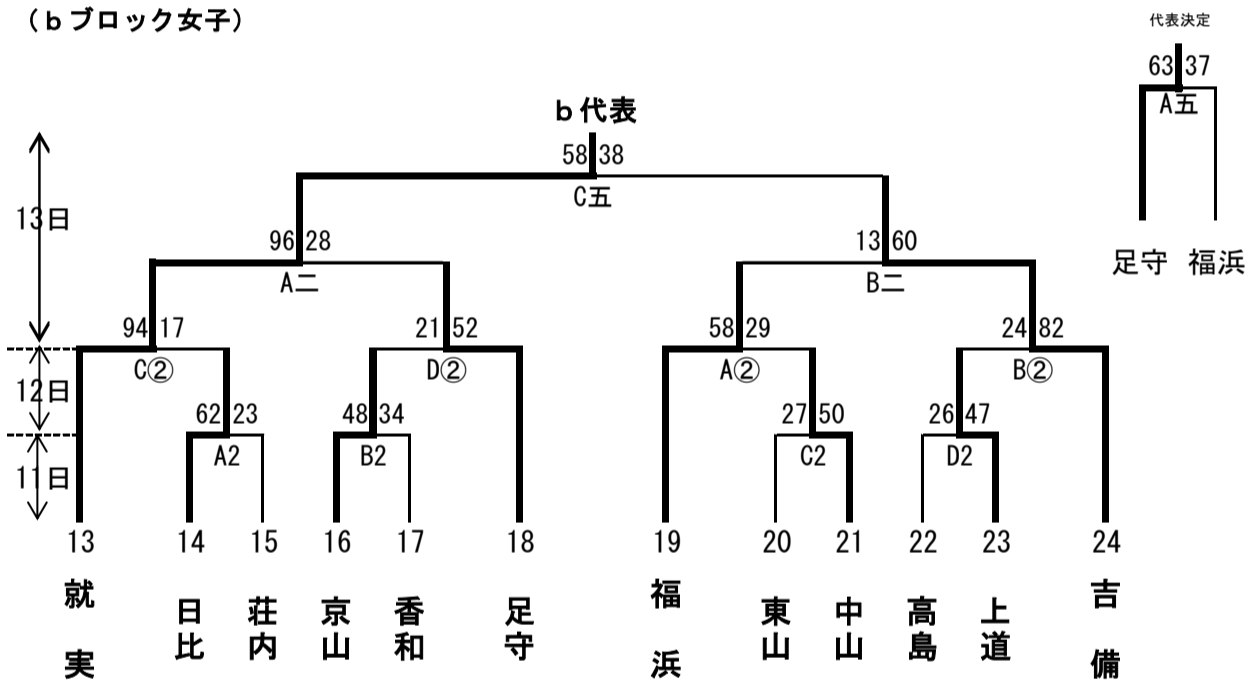 (bブロック女子)
代表決定
63 37
A五
足守 福浜
b代表
58 38
C五
13日
96 28
A二
13 60
B二
94 17
C②
21 52
D②
58 29
A②
24 82
B②
12日
62 23
A2
48 34
B2
27 50
C2
26 47
D2
11日
13 14 15 16 17 18 19 20 21 22 23 24
就実 日比 荘内 京山 香和 足守 福浜 東山 中山 高島 上道 吉備